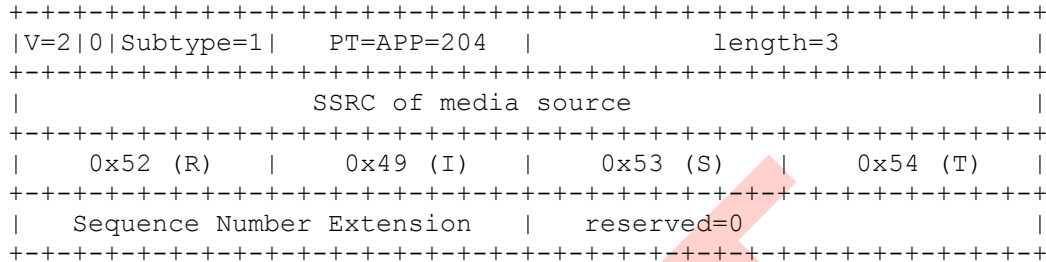 +-+-+-+-+-+-+-+-+-+-+-+-+-+-+-+-+-+-+-+-+-+-+-+-+-+-+-+-+-+-+-+-+
|V=2|0|Subtype=1|   PT=APP=204  |           length=3            |
+-+-+-+-+-+-+-+-+-+-+-+-+-+-+-+-+-+-+-+-+-+-+-+-+-+-+-+-+-+-+-+-+
|                  SSRC of media source                         |
+-+-+-+-+-+-+-+-+-+-+-+-+-+-+-+-+-+-+-+-+-+-+-+-+-+-+-+-+-+-+-+-+
|    0x52 (R)   |    0x49 (I)   |    0x53 (S)   |    0x54 (T)   |
+-+-+-+-+-+-+-+-+-+-+-+-+-+-+-+-+-+-+-+-+-+-+-+-+-+-+-+-+-+-+-+-+
|   Sequence Number Extension   |   reserved=0                  |
+-+-+-+-+-+-+-+-+-+-+-+-+-+-+-+-+-+-+-+-+-+-+-+-+-+-+-+-+-+-+-+-+